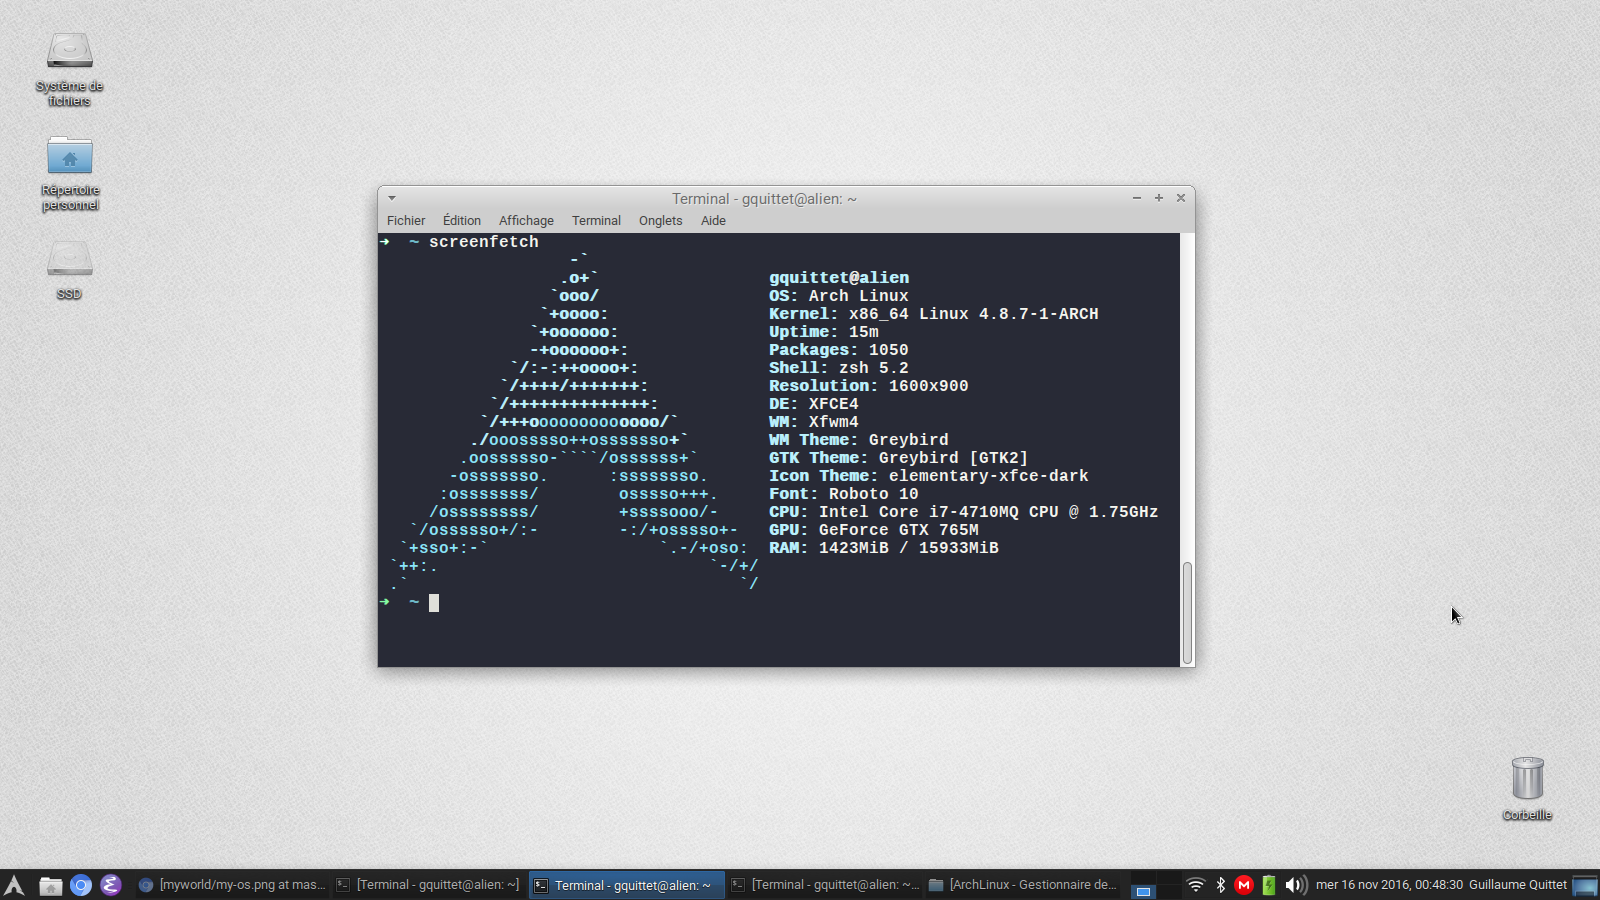 Système de
fichiers
Répertoire
personnel
SSD
Terminal - gquittet@alien: ~
Fichier Édition Affichage Terminal Onglets Aide
➜ ~ screenfetch
-`
.o+`
`ooo/
`+oooo:
`+oooooo:
-+oooooo+:
`/:-:++oooo+:
`/++++/+++++++:
`/++++++++++++++:
`/+++ooooooooooooo/`
./ooosssso++osssssso+`
.oossssso-````/ossssss+`
-osssssso. :ssssssso.
:osssssss/ osssso+++.
/ossssssss/ +ssssooo/-
`/ossssso+/:- -:/+osssso+-
`+sso+:-` `.-/+oso:
`++:. `-/+/
.` `/
gquittet@alien
OS: Arch Linux
Kernel: x86_64 Linux 4.8.7-1-ARCH
Uptime: 15m
Packages: 1050
Shell: zsh 5.2
Resolution: 1600x900
DE: XFCE4
WM: Xfwm4
WM Theme: Greybird
GTK Theme: Greybird [GTK2]
Icon Theme: elementary-xfce-dark
Font: Roboto 10
CPU: Intel Core i7-4710MQ CPU @ 1.75GHz
GPU: GeForce GTX 765M
RAM: 1423MiB / 15933MiB
➜ ~
Corbeille
[myworld/my-os.png at mas... [Terminal - gquittet@alien: ~] Terminal - gquittet@alien: ~ [Terminal - gquittet@alien: ~... [ArchLinux - Gestionnaire de... mer 16 nov 2016, 00:48:30 Guillaume Quittet